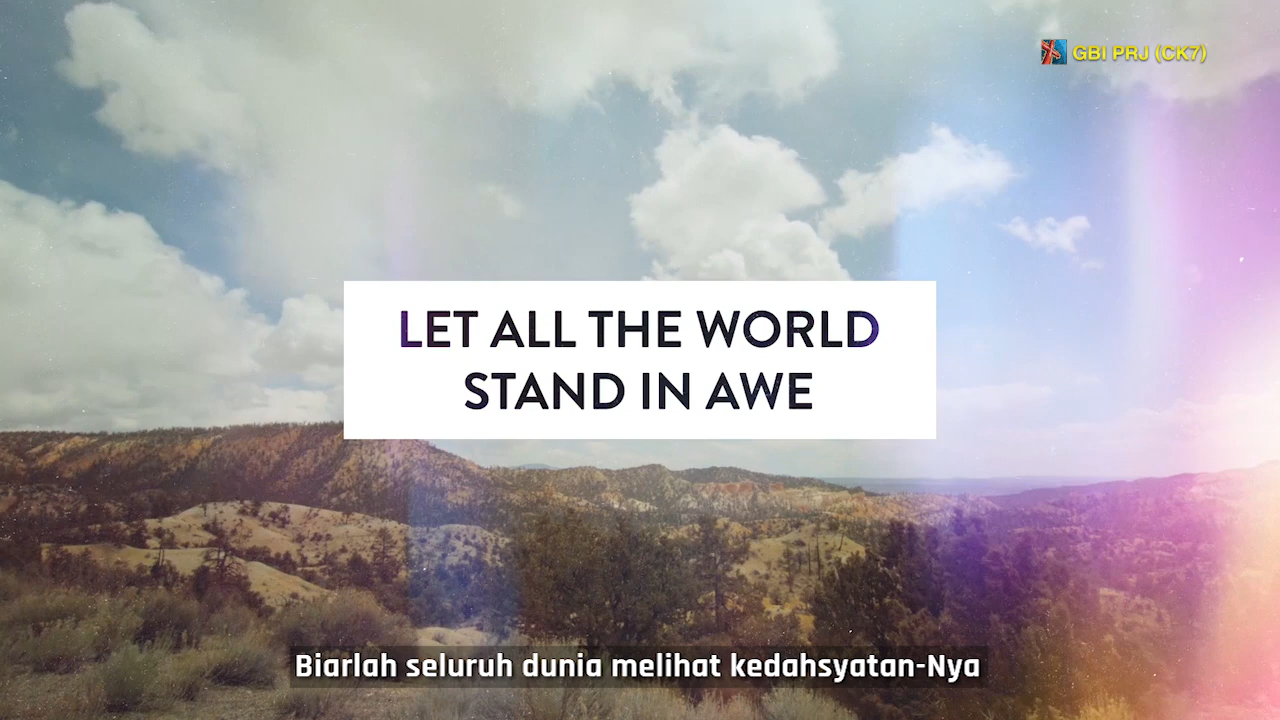 GBI PRJ (CK7)
LET ALL THE WORLD
STAND IN AWE
Biarlah seluruh dunia melihat kedahsyatan-Nya